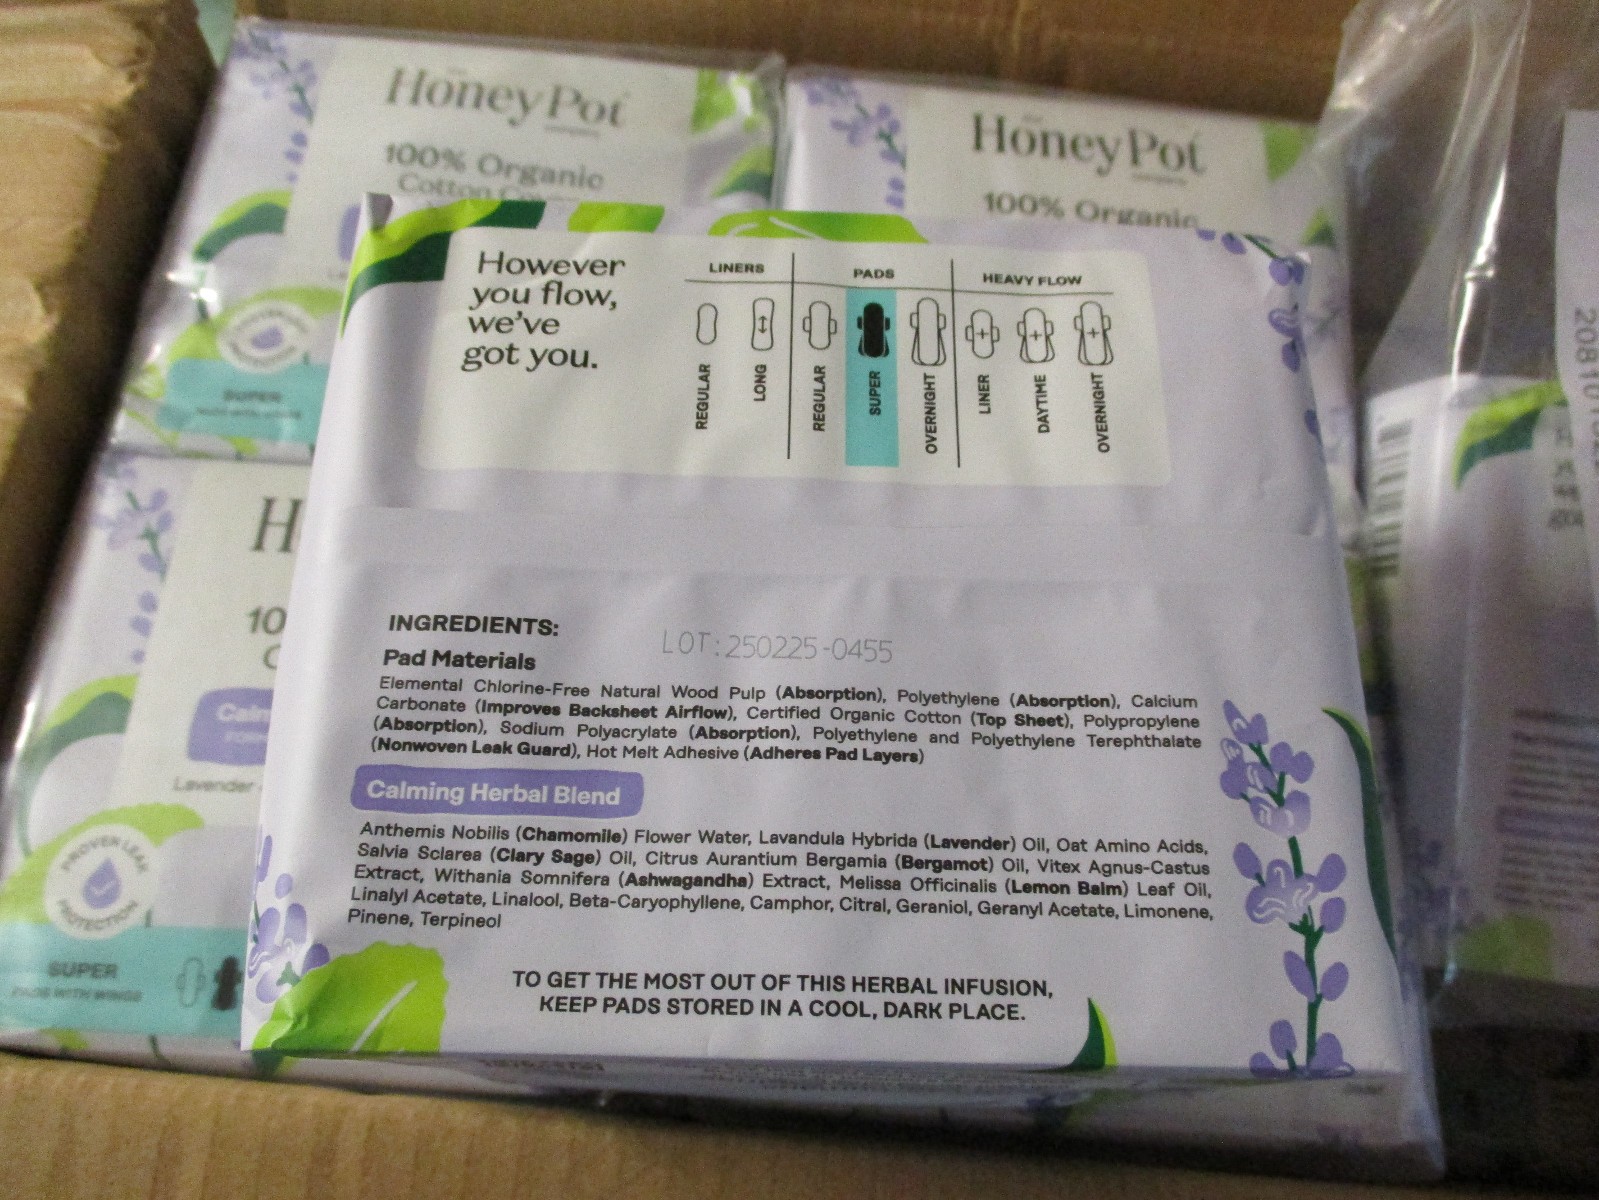 Honey Pot
100% Organic
Honey Pot
100% Organic
However
you flow,
we've
got you.
LINERS
PADS
HEAVY FLOW
REGULAR
LONG
REGULAR
SUPER
OVERNIGHT
LINER
DAYTIME
OVERNIGHT
SUPER
INGREDIENTS:
LOT:250225-0455
Pad Materials
Elemental Chlorine-Free Natural Wood Pulp (Absorption), Polyethylene (Absorption), Calcium
Carbonate (Improves Backsheet Airflow), Certified Organic Cotton (Top Sheet), Polypropylene
(Absorption), Sodium Polyacrylate (Absorption), Polyethylene and Polyethylene Terephthalate
(Nonwoven Leak Guard), Hot Melt Adhesive (Adheres Pad Layers)
Calming Herbal Blend
Anthemis Nobilis (Chamomile) Flower Water, Lavandula Hybrida (Lavender) Oil, Oat Amino Acids,
Salvia Sclarea (Clary Sage) Oil, Citrus Aurantium Bergamia (Bergamot) Oil, Vitex Agnus-Castus
Extract, Withania Somnifera (Ashwagandha) Extract, Melissa Officinalis (Lemon Balm) Leaf Oil,
Linalyl Acetate, Linalool, Beta-Caryophyllene, Camphor, Citral, Geraniol, Geranyl Acetate, Limonene,
Pinene, Terpineol
TO GET THE MOST OUT OF THIS HERBAL INFUSION,
KEEP PADS STORED IN A COOL, DARK PLACE.
Lavender
PROVEN LEAK
PROTECTION
SUPER
PADS WITH WINGS